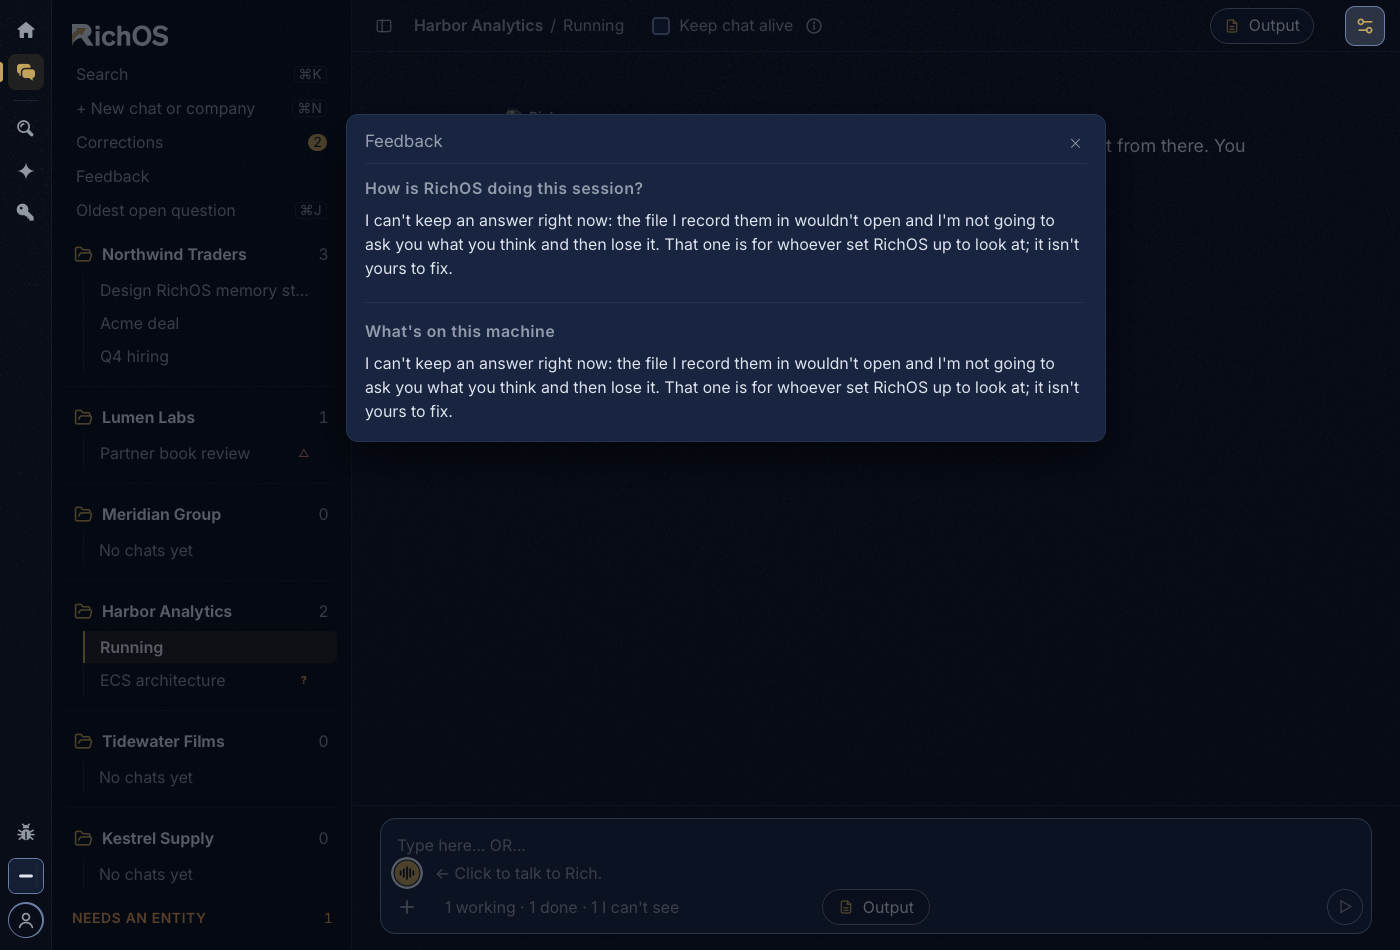 RichOS
Search ⌘K
+ New chat or company ⌘N
Corrections 2
Feedback
Oldest open question ⌘J
Northwind Traders 3
Design RichOS memory st...
Acme deal
Q4 hiring
Lumen Labs 1
Partner book review
Meridian Group 0
No chats yet
Harbor Analytics 2
Running
ECS architecture ?
Tidewater Films 0
No chats yet
Kestrel Supply 0
No chats yet
NEEDS AN ENTITY 1
Harbor Analytics / Running
Keep chat alive
Output
t from there. You
Feedback
How is RichOS doing this session?
I can't keep an answer right now: the file I record them in wouldn't open and I'm not going to
ask you what you think and then lose it. That one is for whoever set RichOS up to look at; it isn't
yours to fix.
What's on this machine
I can't keep an answer right now: the file I record them in wouldn't open and I'm not going to
ask you what you think and then lose it. That one is for whoever set RichOS up to look at; it isn't
yours to fix.
Type here... OR...
← Click to talk to Rich.
1 working · 1 done · 1 I can't see
Output